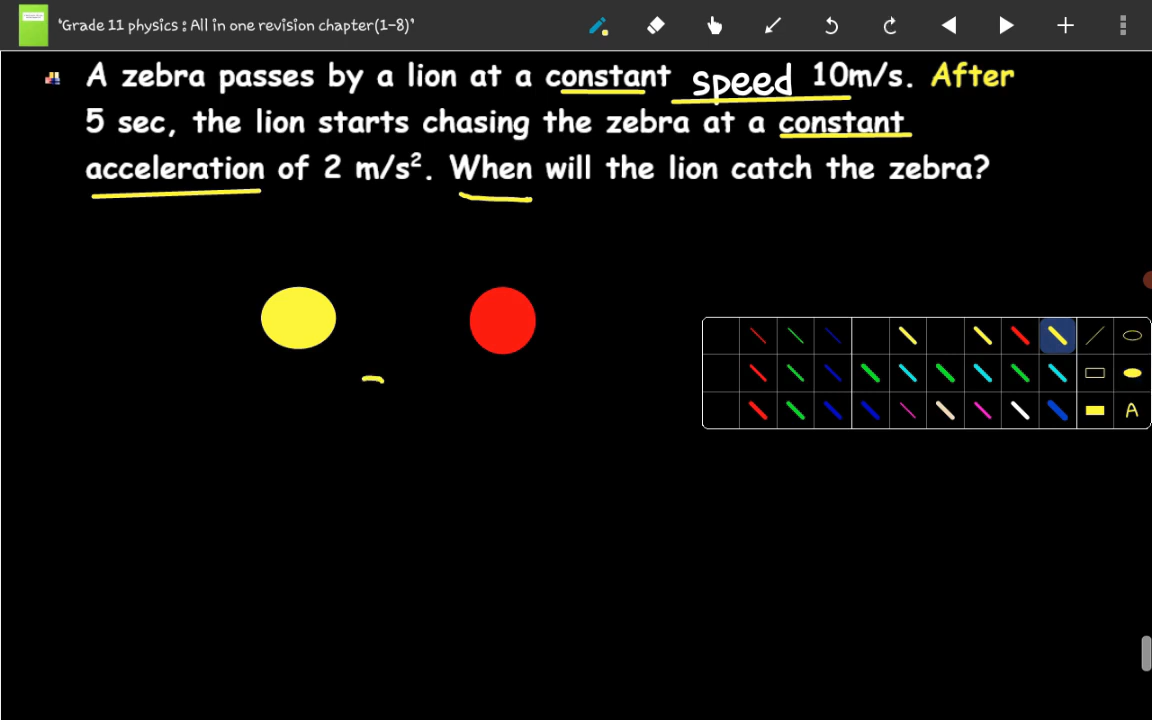 'Grade 11 physics : All in one revision chapter(1-8)'
A zebra passes by a lion at a constant speed 10m/s. After
5 sec, the lion starts chasing the zebra at a constant
acceleration of 2 m/s². When will the lion catch the zebra?
A